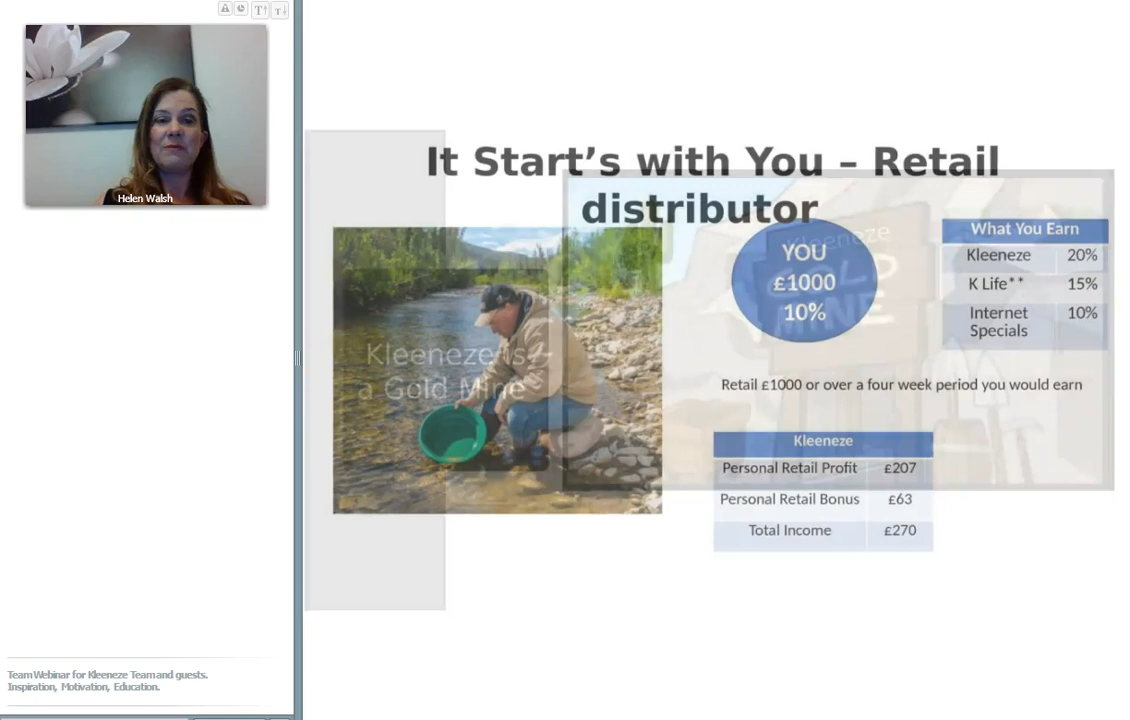 Helen Walsh
It Start’s with You – Retail
distributor
Kleeneze
GOLD
MINE
YOU
£1000
10%
What You Earn
Kleeneze 20%
K Life** 15%
Internet 10%
Specials
Kleeneze is
a Gold Mine
Retail £1000 or over a four week period you would earn
Kleeneze
Personal Retail Profit £207
Personal Retail Bonus £63
Total Income £270
Team Webinar for Kleeneze Team and guests.
Inspiration, Motivation, Education.